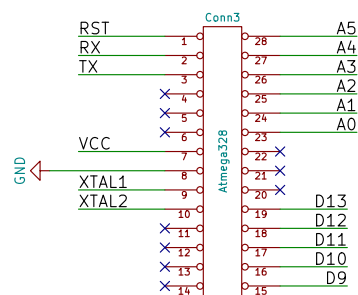 Conn3
RST 1 28 A5
RX 2 27 A4
TX 3 26 A3
4 25 A2
5 24 A1
6 23 A0
VCC 7 22
GND 8 21
XTAL1 9 20
XTAL2 10 19 D13
11 18 D12
12 17 D11
13 16 D10
14 15 D9
Atmega328